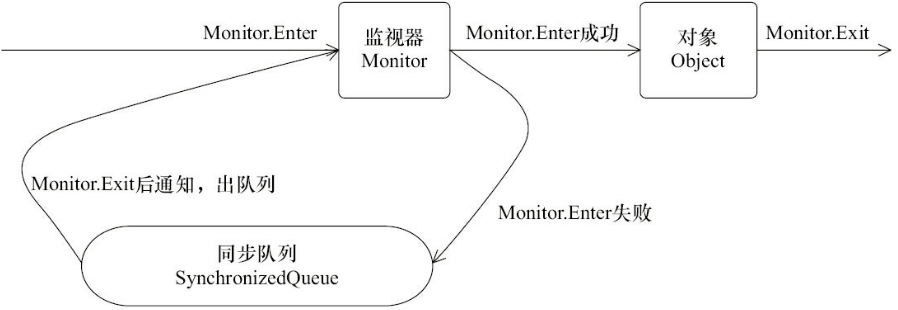 Monitor.Enter
监视器
Monitor
Monitor.Enter成功
对象
Object
Monitor.Exit
Monitor.Exit后通知，出队列
Monitor.Enter失败
同步队列
SynchronizedQueue